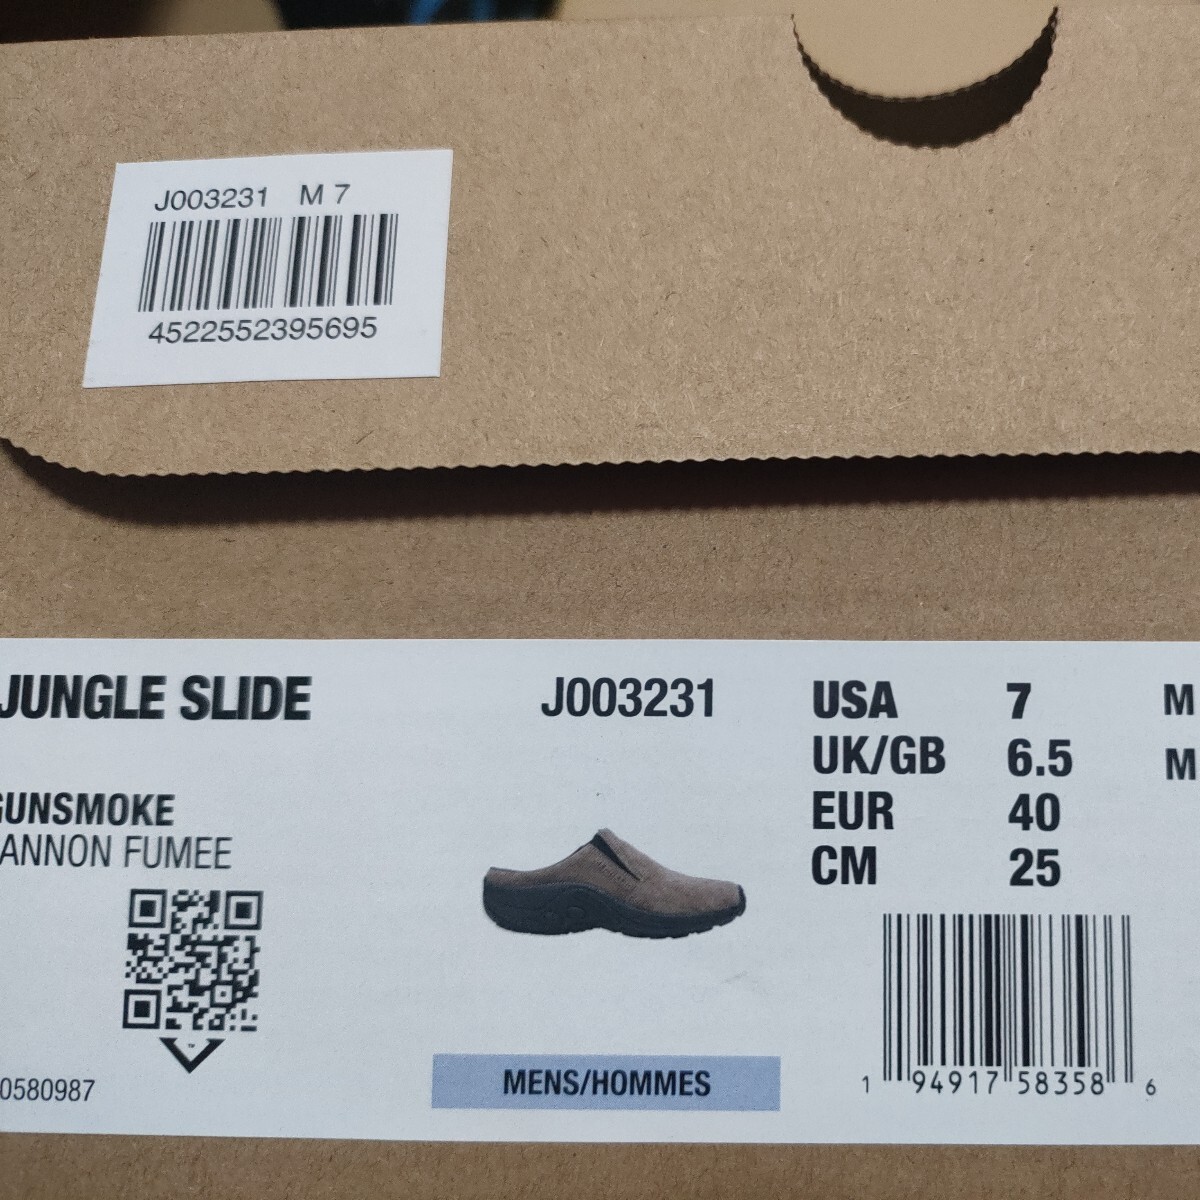 J003231 M 7
4522552395695
JUNGLE SLIDE
J003231
USA 7 M
UK/GB 6.5 M
EUR 40
CM 25
GUNSMOKE
ANNON FUMEE
0580987
MENS/HOMMES
1 94917 58358 6